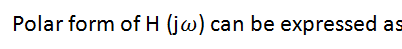 Polar form of H (j𝜔) can be expressed as